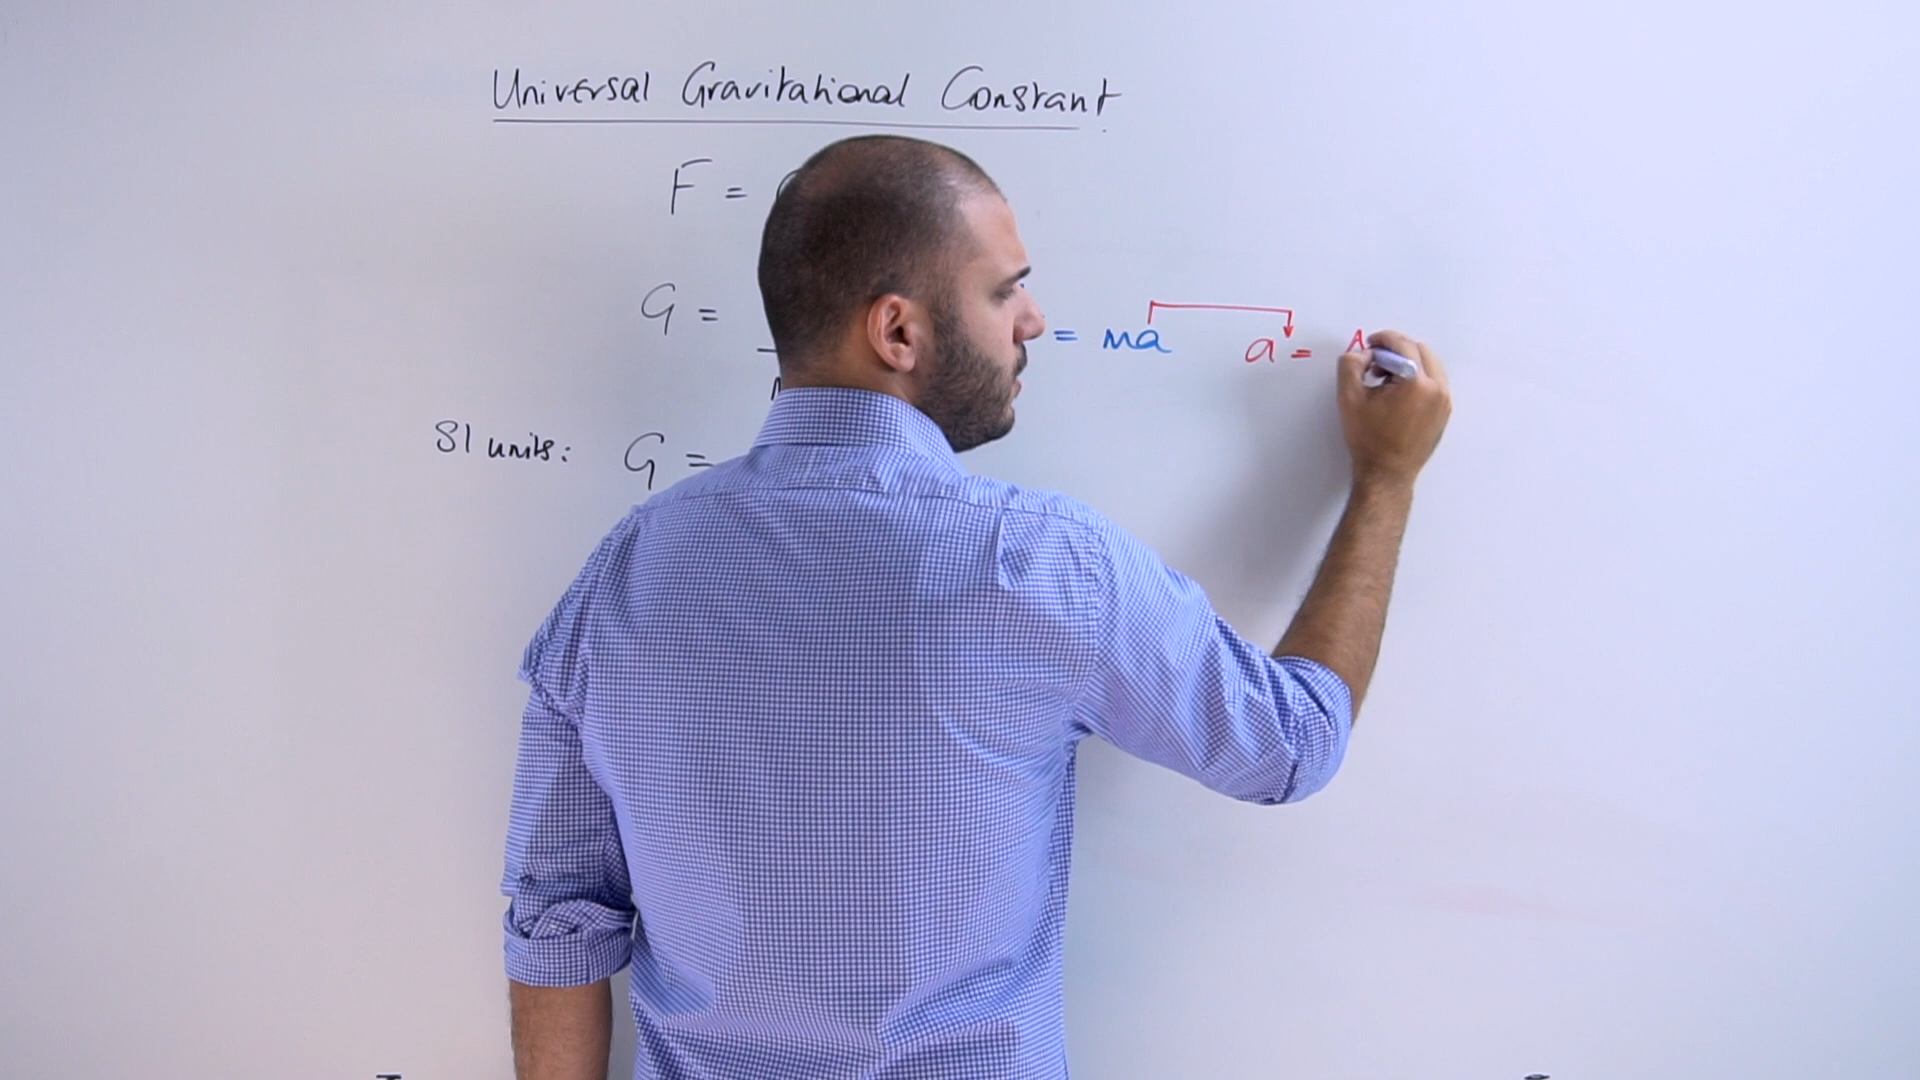 Universal Gravitational Constant
F =
G =
= ma a =
SI units: G =